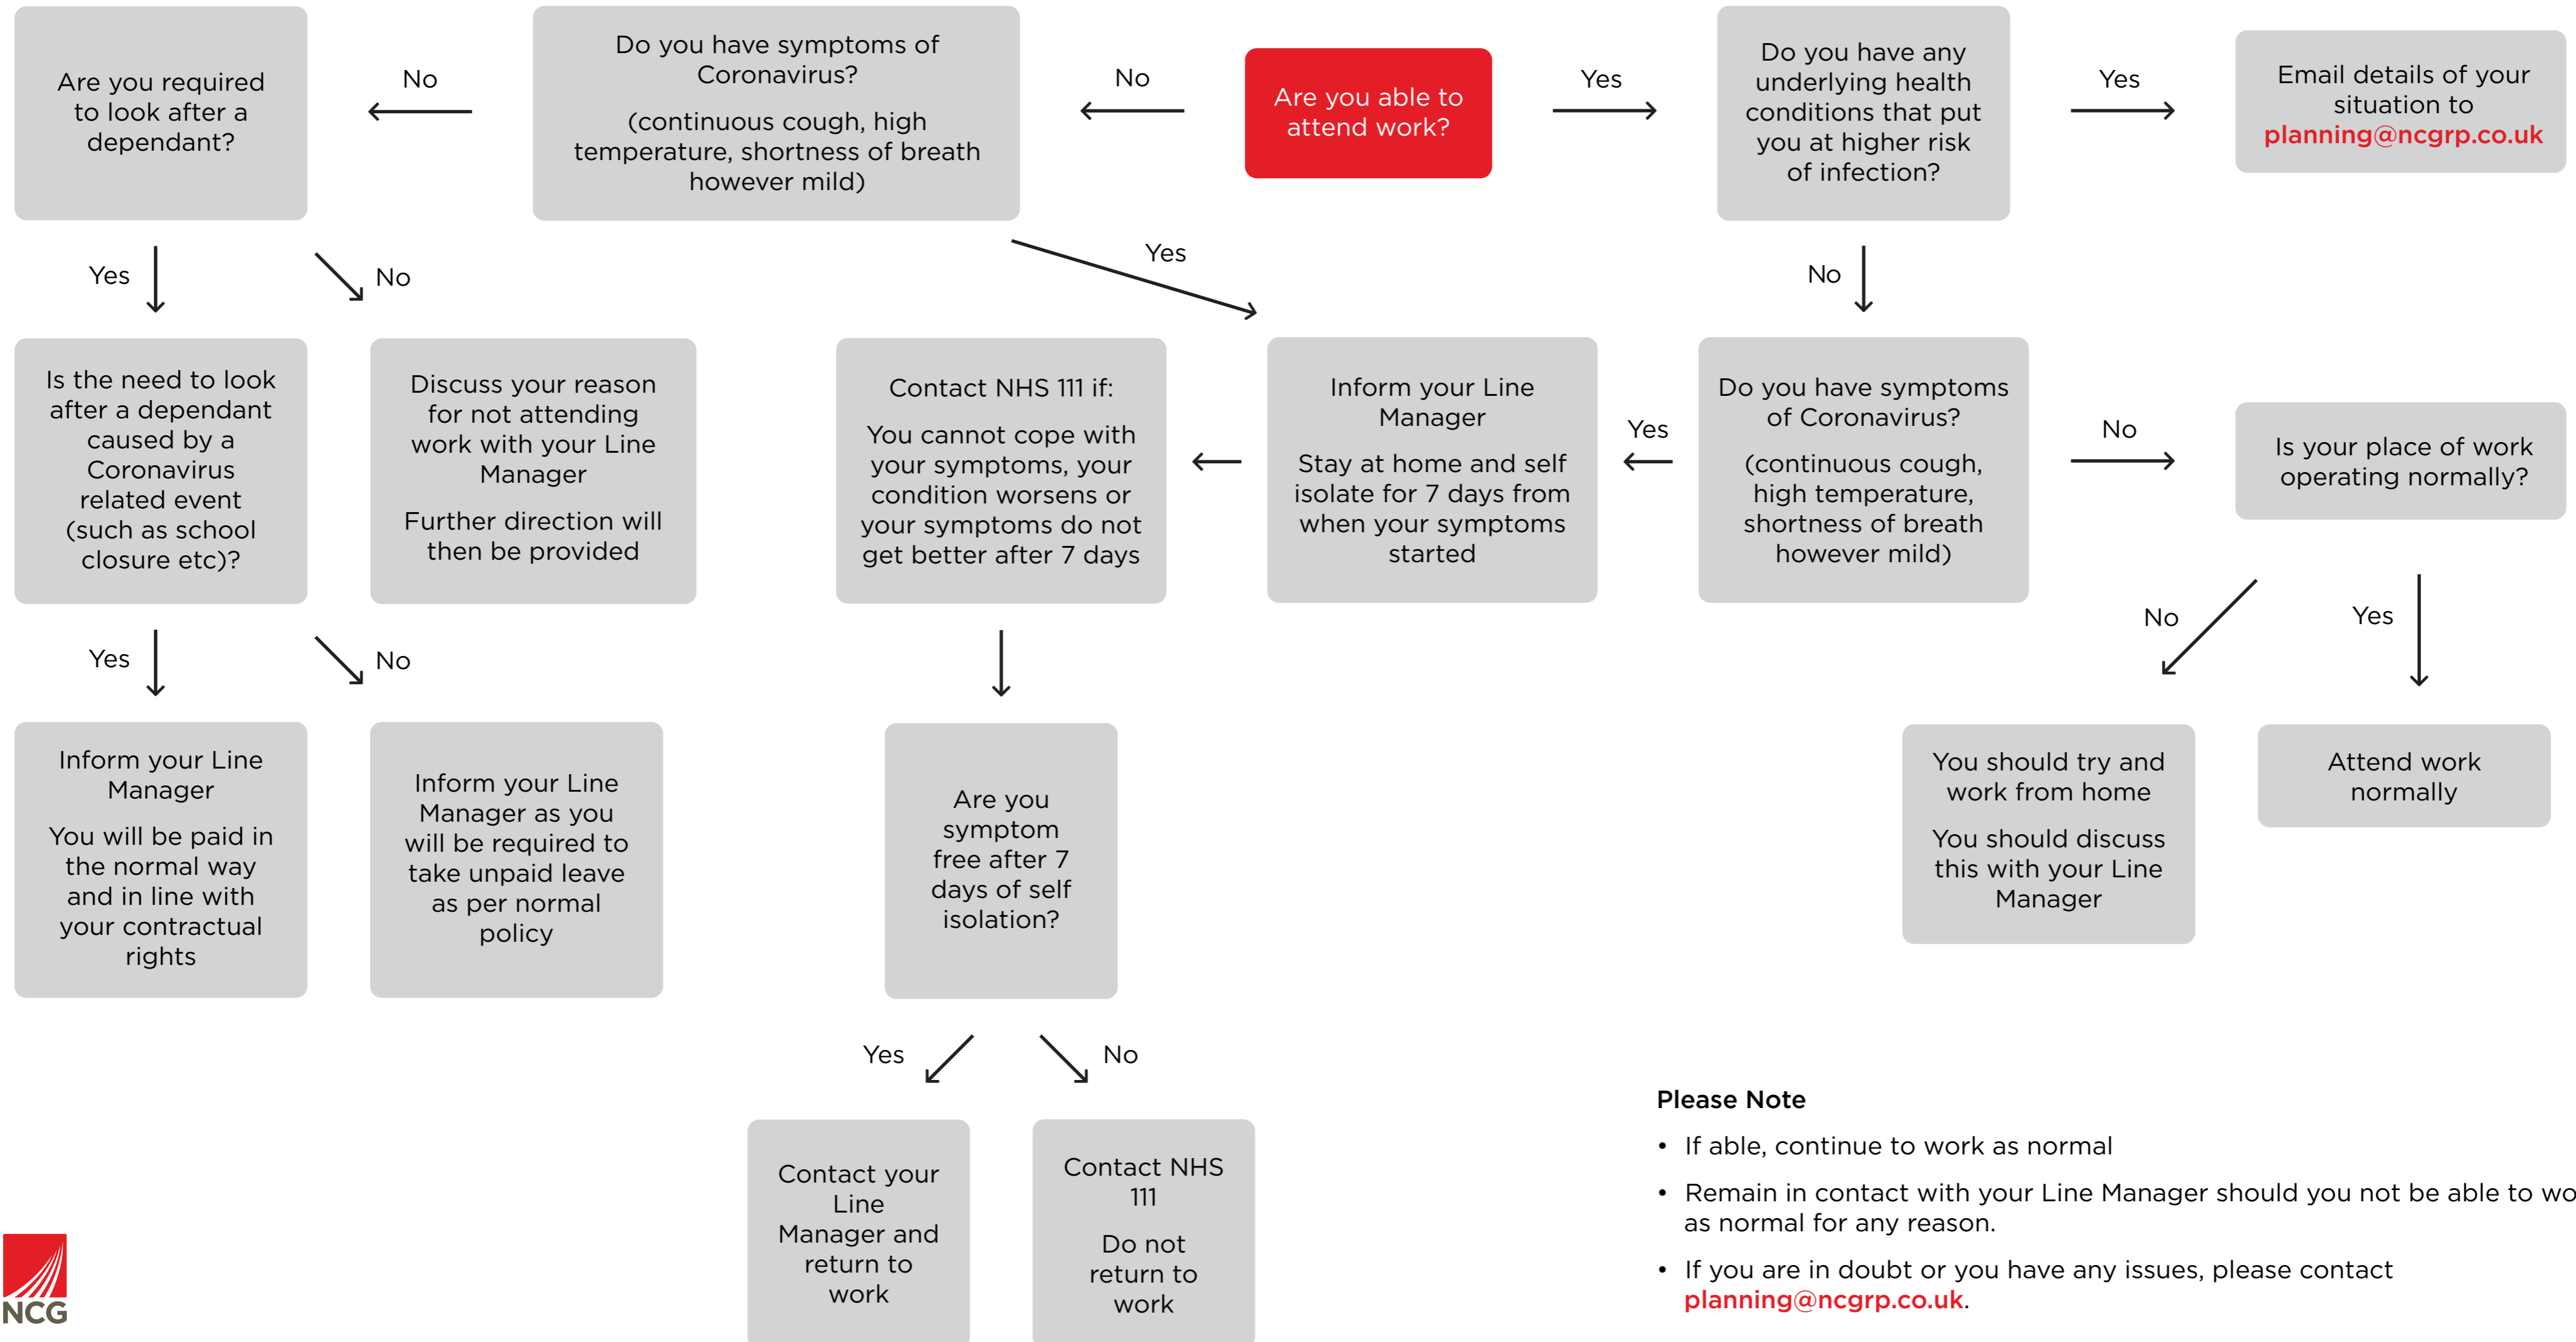 Are you required
to look after a
dependant?
No
Do you have symptoms of
Coronavirus?
(continuous cough, high
temperature, shortness of breath
however mild)
No
Are you able to
attend work?
Yes
Do you have any
underlying health
conditions that put
you at higher risk
of infection?
Yes
Email details of your
situation to
planning@ncgrp.co.uk
Yes
No
Yes
No
Is the need to look
after a dependant
caused by a
Coronavirus
related event
(such as school
closure etc)?
Discuss your reason
for not attending
work with your Line
Manager
Further direction will
then be provided
Contact NHS 111 if:
You cannot cope with
your symptoms, your
condition worsens or
your symptoms do not
get better after 7 days
Inform your Line
Manager
Stay at home and self
isolate for 7 days from
when your symptoms
started
Yes
Do you have symptoms
of Coronavirus?
(continuous cough,
high temperature,
shortness of breath
however mild)
No
Is your place of work
operating normally?
Yes
No
No
Yes
Inform your Line
Manager
You will be paid in
the normal way
and in line with
your contractual
rights
Inform your Line
Manager as you
will be required to
take unpaid leave
as per normal
policy
Are you
symptom
free after 7
days of self
isolation?
You should try and
work from home
You should discuss
this with your Line
Manager
Attend work
normally
Yes
No
Contact your
Line
Manager and
return to
work
Contact NHS
111
Do not
return to
work
Please Note
• If able, continue to work as normal
• Remain in contact with your Line Manager should you not be able to
as normal for any reason.
• If you are in doubt or you have any issues, please contact
planning@ncgrp.co.uk.
NCG